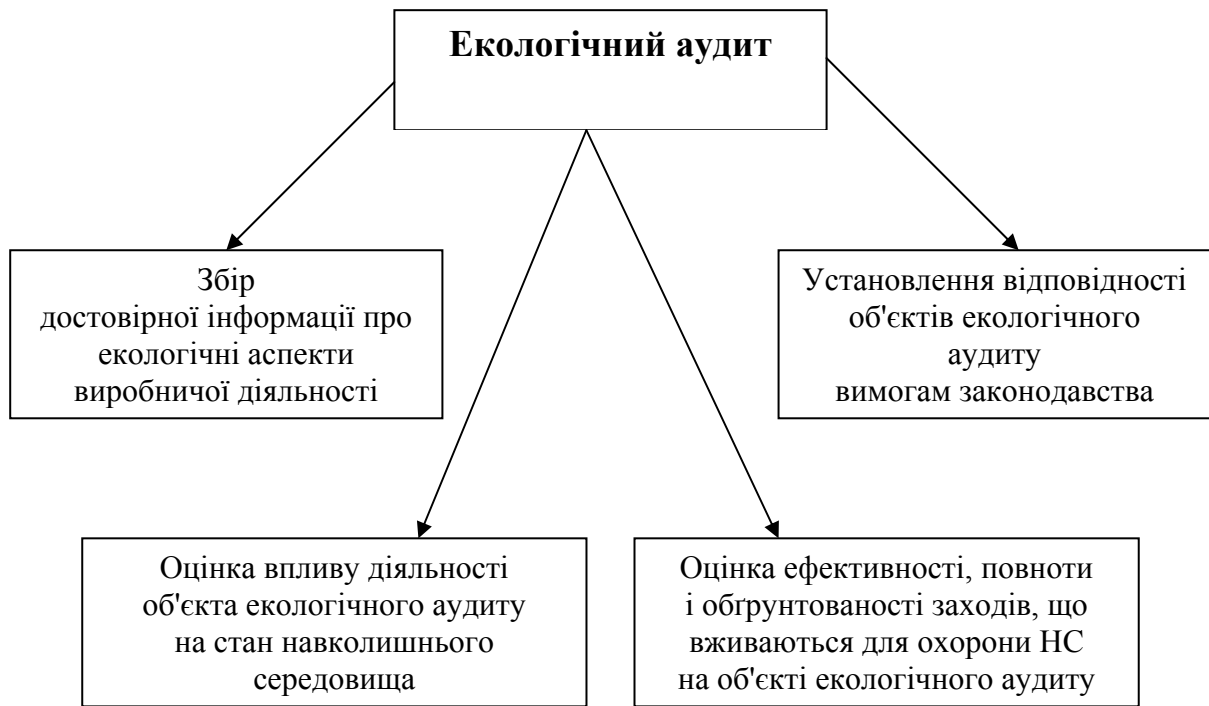 Екологічний аудит
Збір
достовірної інформації про
екологічні аспекти
виробничої діяльності
Установлення відповідності
об'єктів екологічного
аудиту
вимогам законодавства
Оцінка впливу діяльності
об'єкта екологічного аудиту
на стан навколишнього
середовища
Оцінка ефективності, повноти
і обґрунтованості заходів, що
вживаються для охорони НС
на об'єкті екологічного аудиту